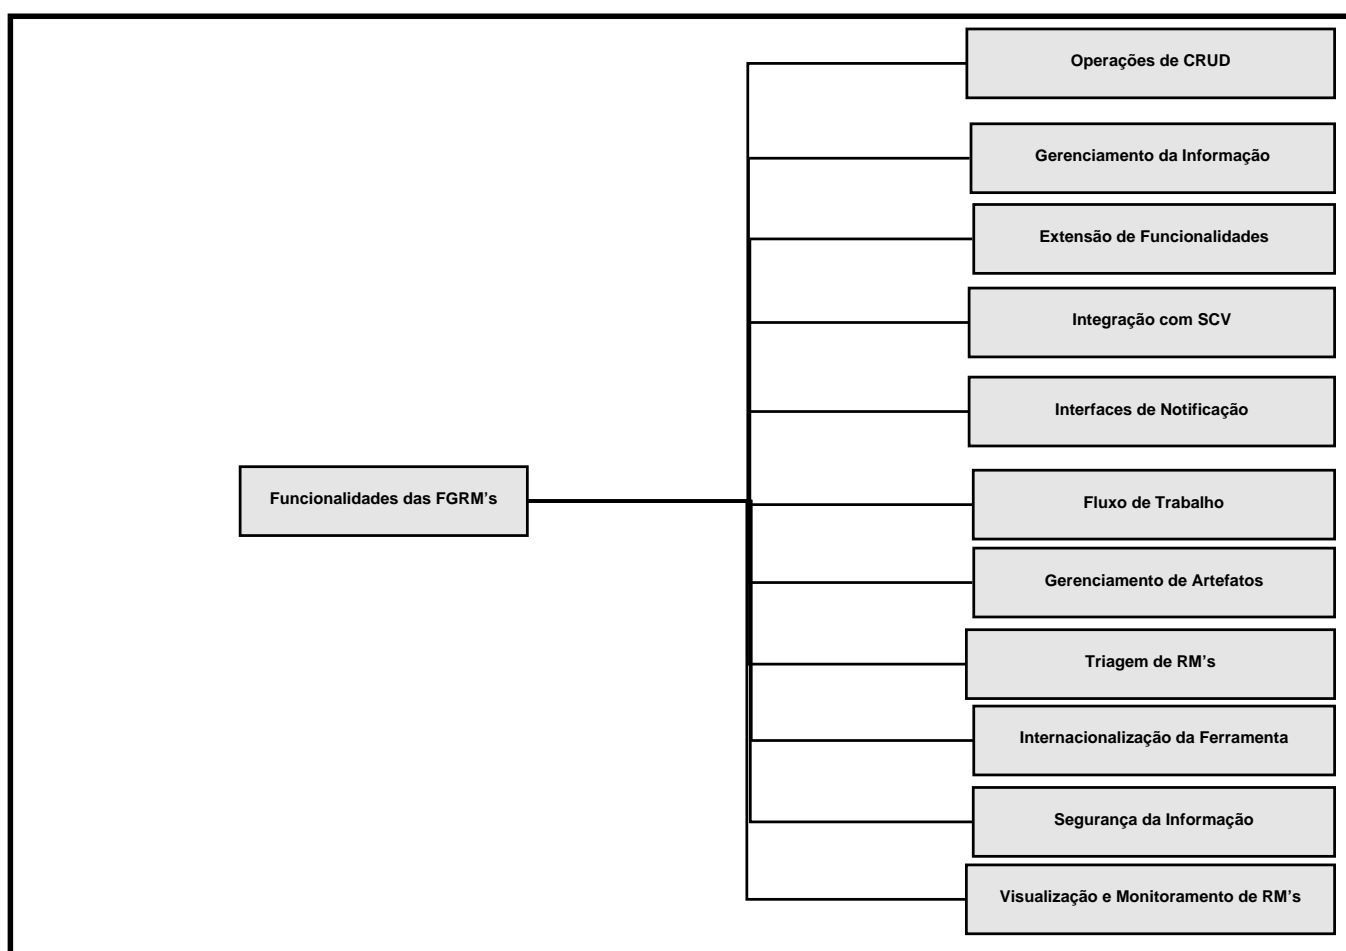 Operações de CRUD
Gerenciamento da Informação
Extensão de Funcionalidades
Integração com SCV
Interfaces de Notificação
Funcionalidades das FGRM’s
Fluxo de Trabalho
Gerenciamento de Artefatos
Triagem de RM’s
Internacionalização da Ferramenta
Segurança da Informação
Visualização e Monitoramento de RM’s